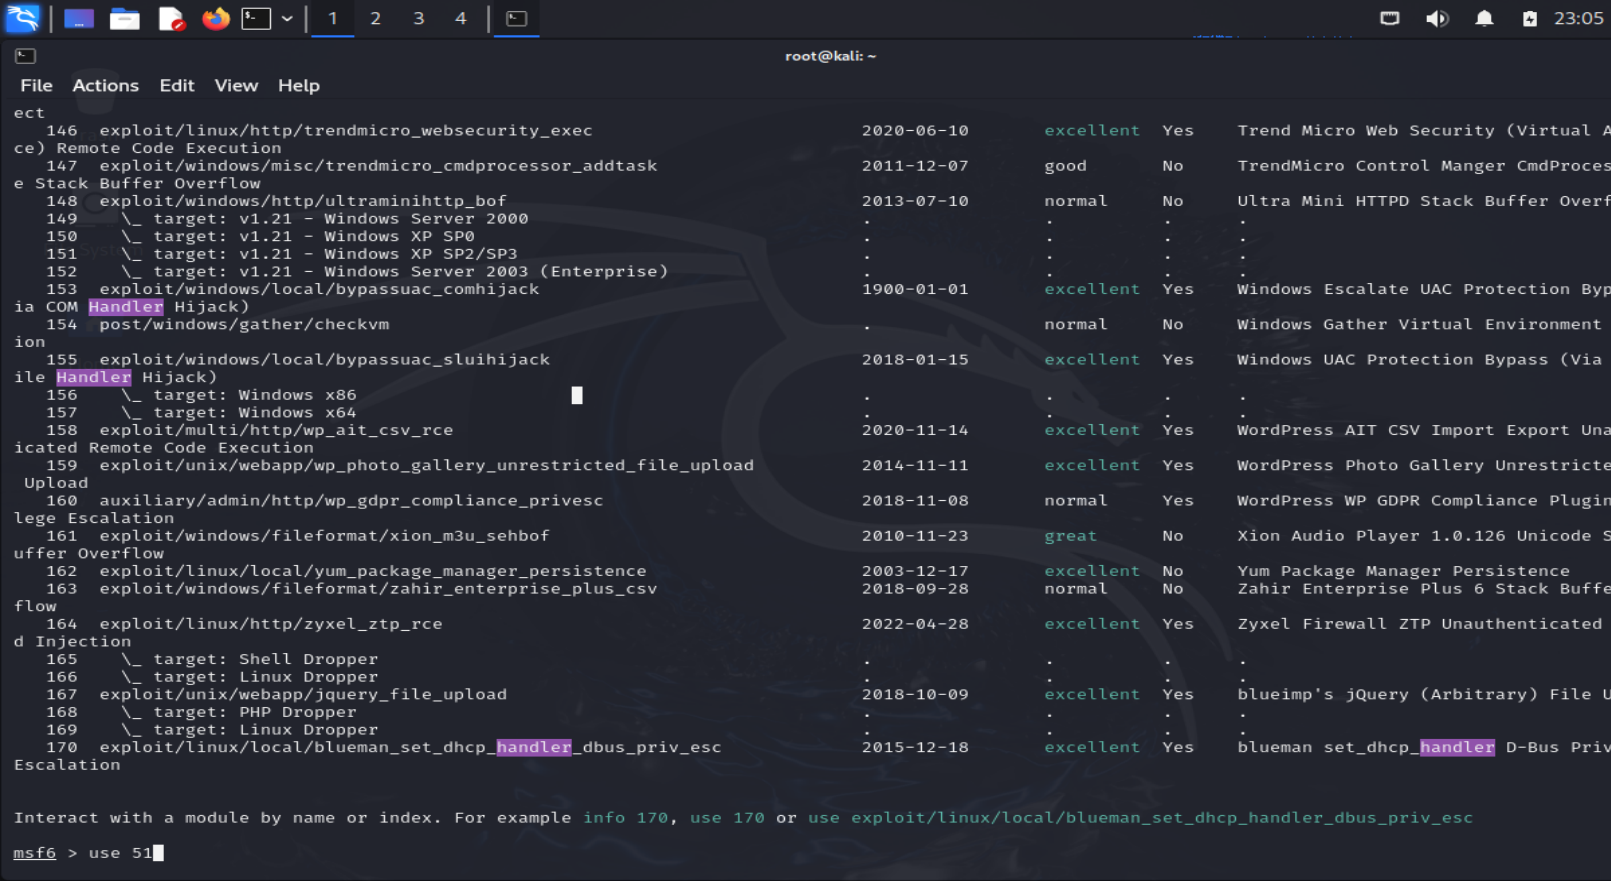 1 2 3 4 23:05
root@kali: ~
File Actions Edit View Help
ect
146 exploit/linux/http/trendmicro_websecurity_exec 2020-06-10 excellent Yes Trend Micro Web Security (Virtual A
ce) Remote Code Execution
147 exploit/windows/misc/trendmicro_cmdprocessor_addtask 2011-12-07 good No TrendMicro Control Manger CmdProces
e Stack Buffer Overflow
148 exploit/windows/http/ultraminihttp_bof 2013-07-10 normal No Ultra Mini HTTPD Stack Buffer Overf
149 \_ target: v1.21 - Windows Server 2000 . . . .
150 \_ target: v1.21 - Windows XP SP0 . . . .
151 \_ target: v1.21 - Windows XP SP2/SP3 . . . .
152 \_ target: v1.21 - Windows Server 2003 (Enterprise) . . . .
153 exploit/windows/local/bypassuac_comhijack 1900-01-01 excellent Yes Windows Escalate UAC Protection Byp
ia COM Handler Hijack)
154 post/windows/gather/checkvm . normal No Windows Gather Virtual Environment
ion
155 exploit/windows/local/bypassuac_sluihijack 2018-01-15 excellent Yes Windows UAC Protection Bypass (Via
ile Handler Hijack)
156 \_ target: Windows x86 . . . .
157 \_ target: Windows x64 . . . .
158 exploit/multi/http/wp_ait_csv_rce 2020-11-14 excellent Yes WordPress AIT CSV Import Export Una
icated Remote Code Execution
159 exploit/unix/webapp/wp_photo_gallery_unrestricted_file_upload 2014-11-11 excellent Yes WordPress Photo Gallery Unrestricte
Upload
160 auxiliary/admin/http/wp_gdpr_compliance_privesc 2018-11-08 normal Yes WordPress WP GDPR Compliance Plugin
lege Escalation
161 exploit/windows/fileformat/xion_m3u_sehbof 2010-11-23 great No Xion Audio Player 1.0.126 Unicode S
uffer Overflow
162 exploit/linux/local/yum_package_manager_persistence 2003-12-17 excellent No Yum Package Manager Persistence
163 exploit/windows/fileformat/zahir_enterprise_plus_csv 2018-09-28 normal No Zahir Enterprise Plus 6 Stack Buffe
flow
164 exploit/linux/http/zyxel_ztp_rce 2022-04-28 excellent Yes Zyxel Firewall ZTP Unauthenticated
d Injection
165 \_ target: Shell Dropper . . . .
166 \_ target: Linux Dropper . . . .
167 exploit/unix/webapp/jquery_file_upload 2018-10-09 excellent Yes blueimp's jQuery (Arbitrary) File U
168 \_ target: PHP Dropper . . . .
169 \_ target: Linux Dropper . . . .
170 exploit/linux/local/blueman_set_dhcp_handler_dbus_priv_esc 2015-12-18 excellent Yes blueman set_dhcp_handler D-Bus Priv
Escalation
Interact with a module by name or index. For example info 170, use 170 or use exploit/linux/local/blueman_set_dhcp_handler_dbus_priv_esc
msf6 > use 51